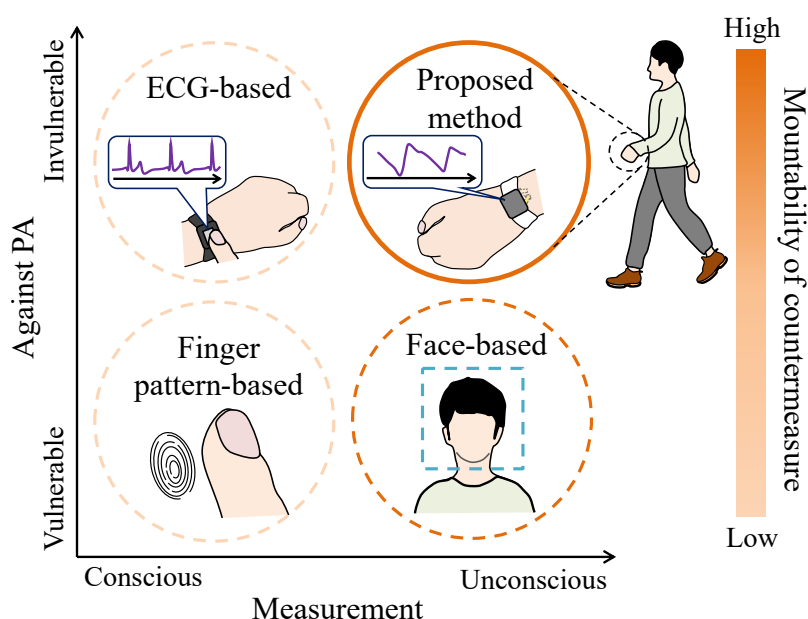 High
ECG-based
Proposed
method
Invulnerable
Against PA
Mountability of countermeasure
Finger
pattern-based
Face-based
Vulnerable
Low
Conscious
Unconscious
Measurement